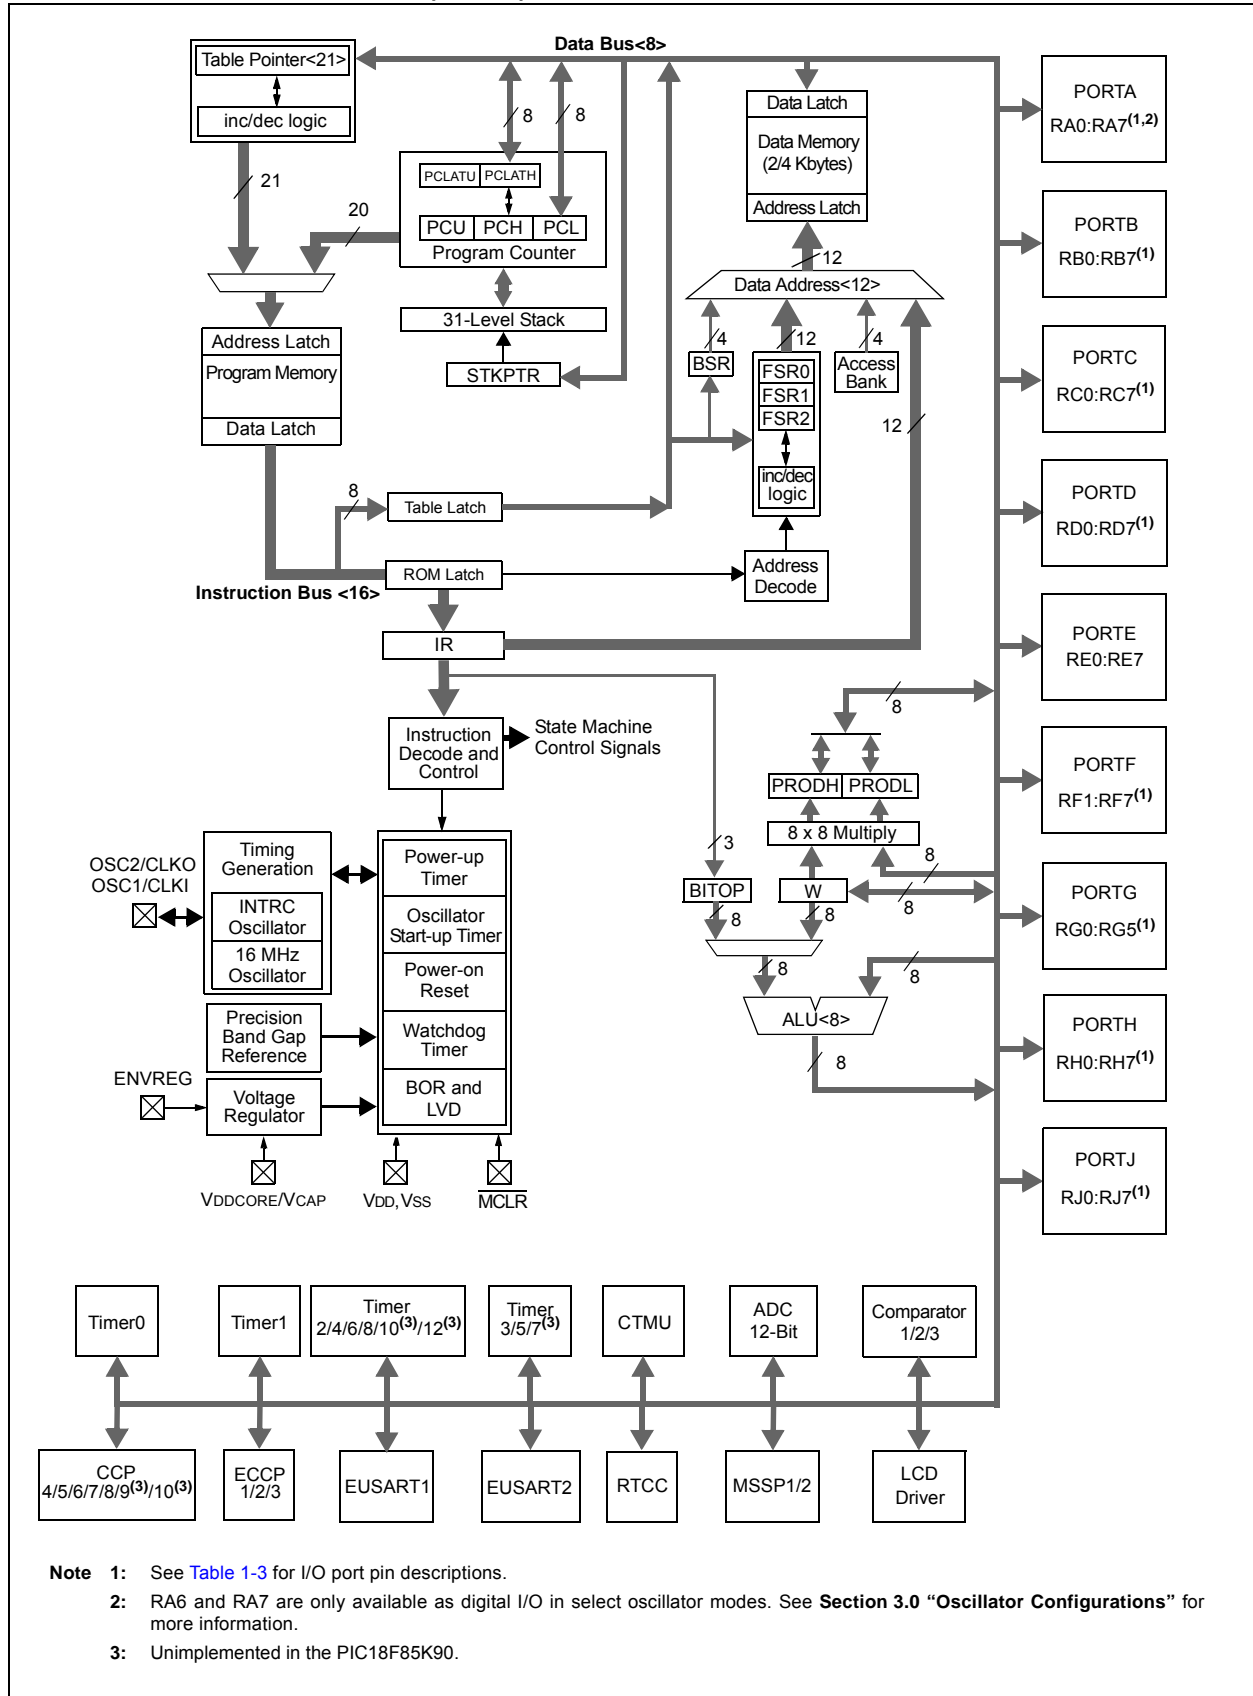 Data Bus<8>
Table Pointer<21>
inc/dec logic
21
20
8
8
PCLATU PCLATH
PCU PCH PCL
Program Counter
31-Level Stack
STKPTR
Data Latch
Data Memory
(2/4 Kbytes)
Address Latch
12
Data Address<12>
4
12
4
BSR
FSR0
FSR1
FSR2
inc/dec
logic
Access
Bank
12
Address
Decode
Address Latch
Program Memory
Data Latch
8
Table Latch
ROM Latch
Instruction Bus <16>
IR
Instruction
Decode and
Control
State Machine
Control Signals
8
PRODH PRODL
8 x 8 Multiply
3
8
BITOP
W
8
8
8
8
8
ALU<8>
8
OSC2/CLKO
OSC1/CLKI
Timing
Generation
INTRC
Oscillator
16 MHz
Oscillator
Precision
Band Gap
Reference
ENVREG
Voltage
Regulator
Power-up
Timer
Oscillator
Start-up Timer
Power-on
Reset
Watchdog
Timer
BOR and
LVD
VDDCORE/VCAP
VDD, VSS
MCLR
PORTA
RA0:RA7(1,2)
PORTB
RB0:RB7(1)
PORTC
RC0:RC7(1)
PORTD
RD0:RD7(1)
PORTE
RE0:RE7
PORTF
RF1:RF7(1)
PORTG
RG0:RG5(1)
PORTH
RH0:RH7(1)
PORTJ
RJ0:RJ7(1)
Timer0
Timer1
Timer
2/4/6/8/10(3)/12(3)
Timer
3/5/7(3)
CTMU
ADC
12-Bit
Comparator
1/2/3
CCP
4/5/6/7/8/9(3)/10(3)
ECCP
1/2/3
EUSART1
EUSART2
RTCC
MSSP1/2
LCD
Driver
Note 1: See Table 1-3 for I/O port pin descriptions.
2: RA6 and RA7 are only available as digital I/O in select oscillator modes. See Section 3.0 “Oscillator Configurations” for
more information.
3: Unimplemented in the PIC18F85K90.